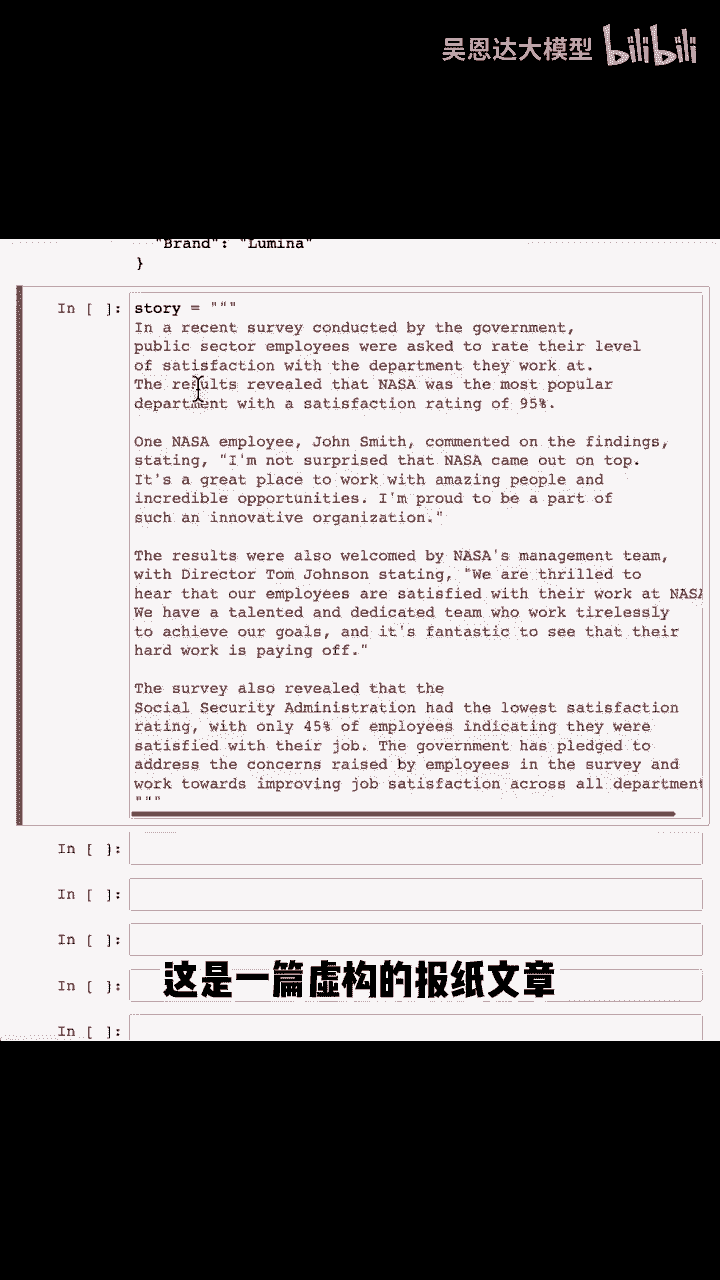 吴恩达大模型 bilibili
"Brand": "Lumina"
}
In [ ]: story = """
In a recent survey conducted by the government,
public sector employees were asked to rate their level
of satisfaction with the department they work at.
The results revealed that NASA was the most popular
department with a satisfaction rating of 95%.
One NASA employee, John Smith, commented on the findings,
stating, "I'm not surprised that NASA came out on top.
It's a great place to work with amazing people and
incredible opportunities. I'm proud to be a part of
such an innovative organization."
The results were also welcomed by NASA's management team,
with Director Tom Johnson stating, "We are thrilled to
hear that our employees are satisfied with their work at NASA
We have a talented and dedicated team who work tirelessly
to achieve our goals, and it's fantastic to see that their
hard work is paying off."
The survey also revealed that the
Social Security Administration had the lowest satisfaction
rating, with only 45% of employees indicating they were
satisfied with their job. The government has pledged to
address the concerns raised by employees in the survey and
work towards improving job satisfaction across all department
"""
In [ ]:
In [ ]:
In [ ]:
In [ ]:
这是一篇虚构的报纸文章
In [ ]: